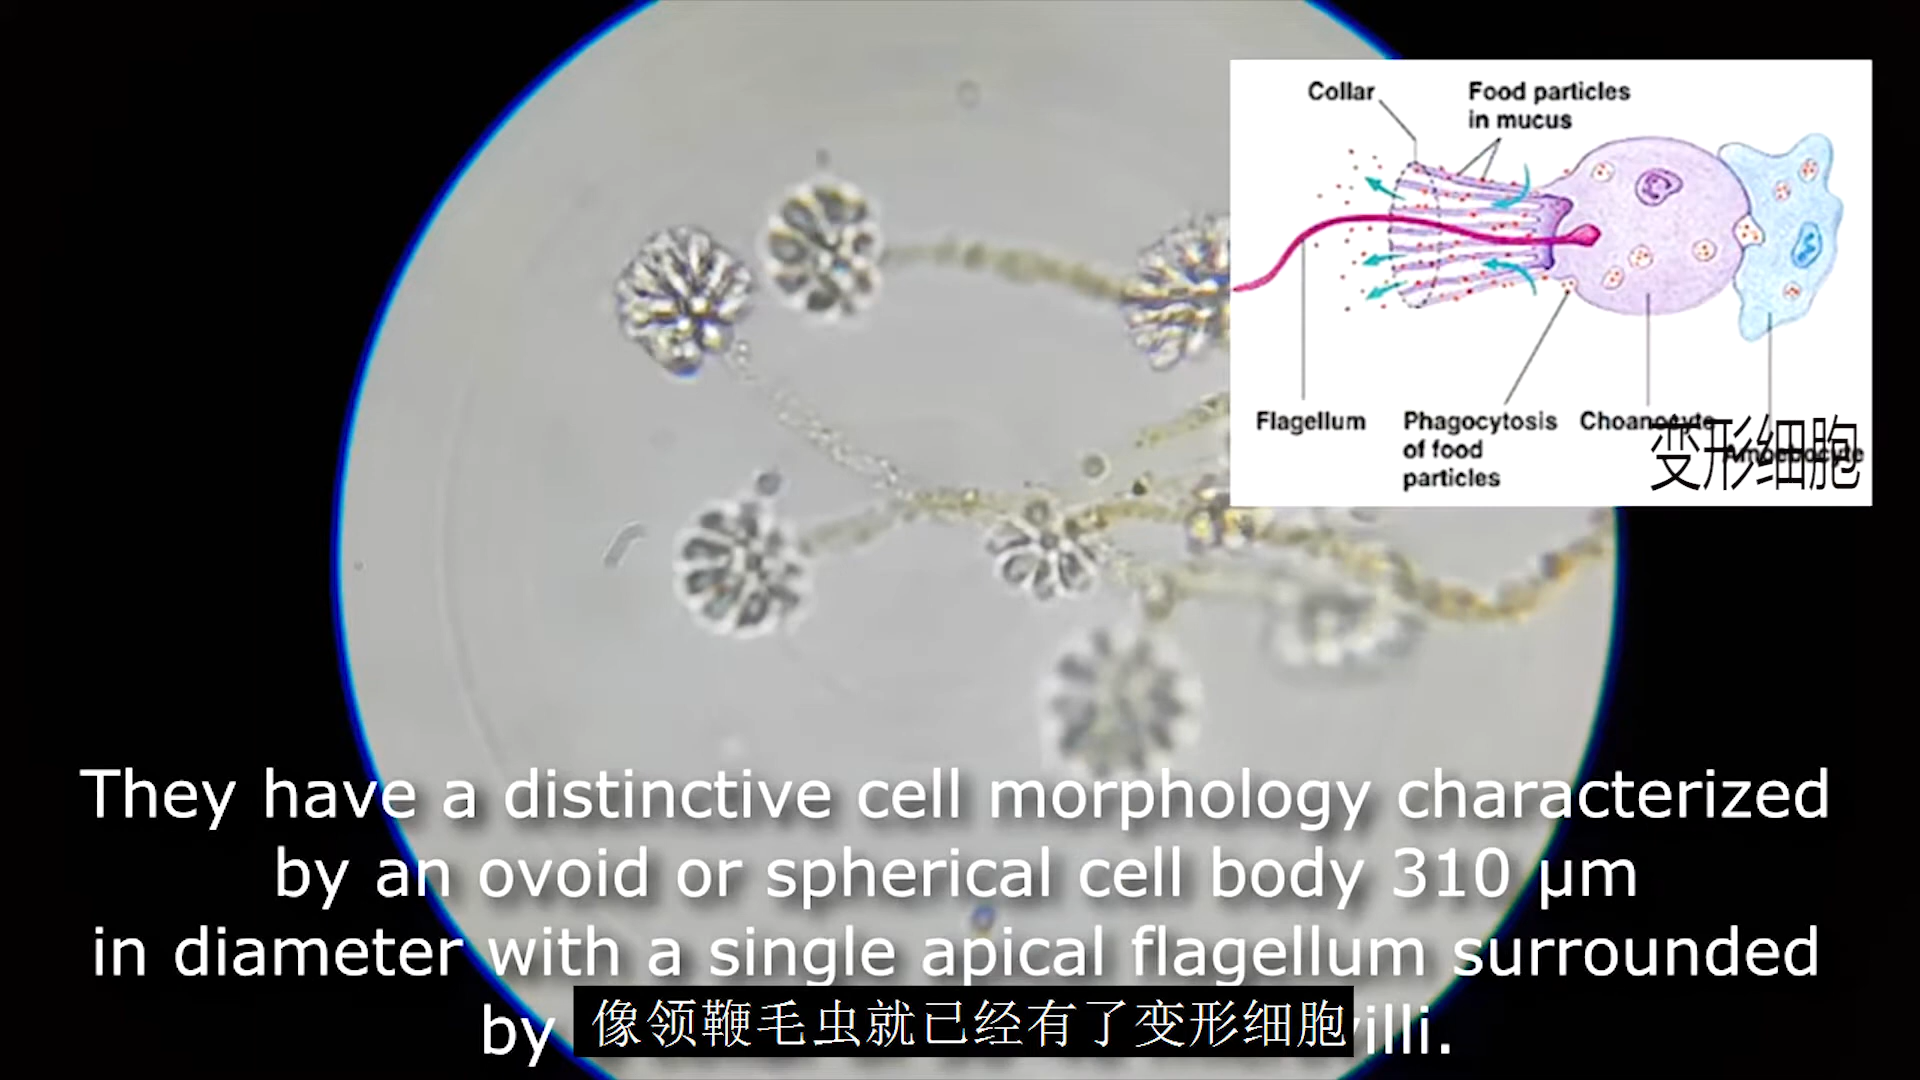 Collar
Food particles
in mucus
Flagellum
Phagocytosis
of food
particles
Choanocyte
Amoebocyte
变形细胞
They have a distinctive cell morphology characterized
by an ovoid or spherical cell body 310 µm
in diameter with a single apical flagellum surrounded
by
像领鞭毛虫就已经有了变形细胞